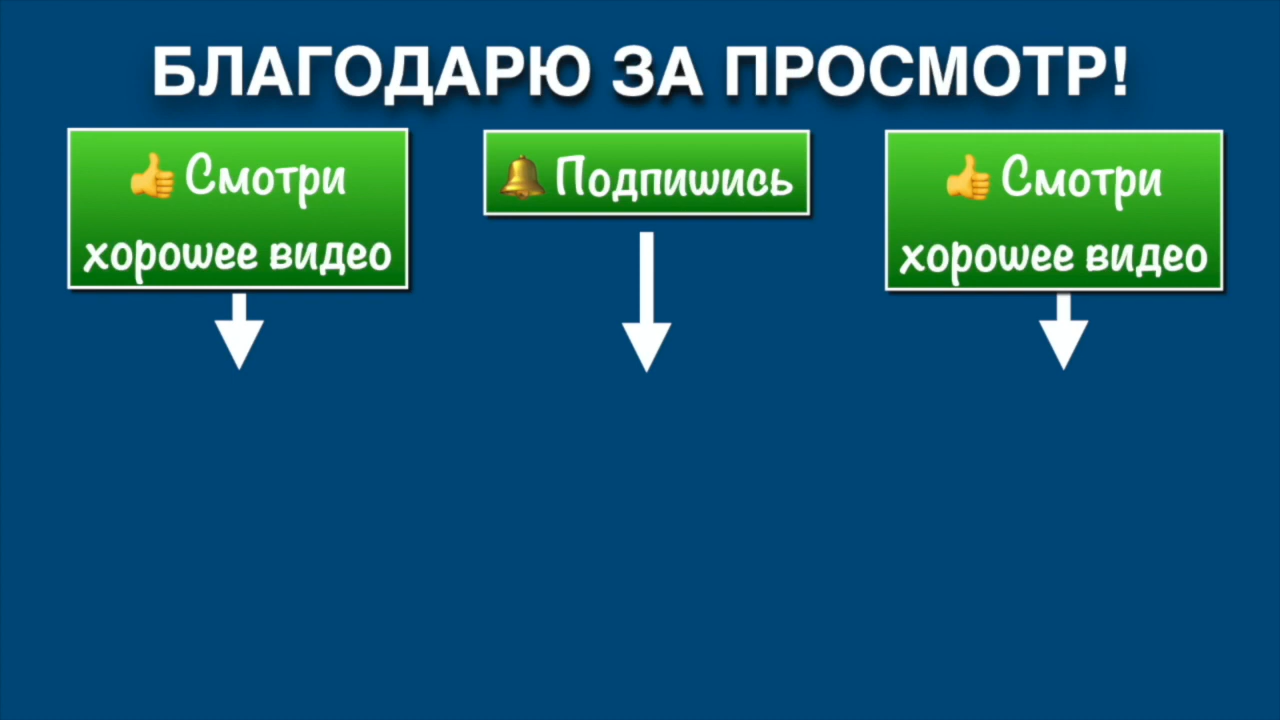 БЛАГОДАРЮ ЗА ПРОСМОТР!
👍 Смотри
хорошее видео
🔔 Подпишись
👍 Смотри
хорошее видео